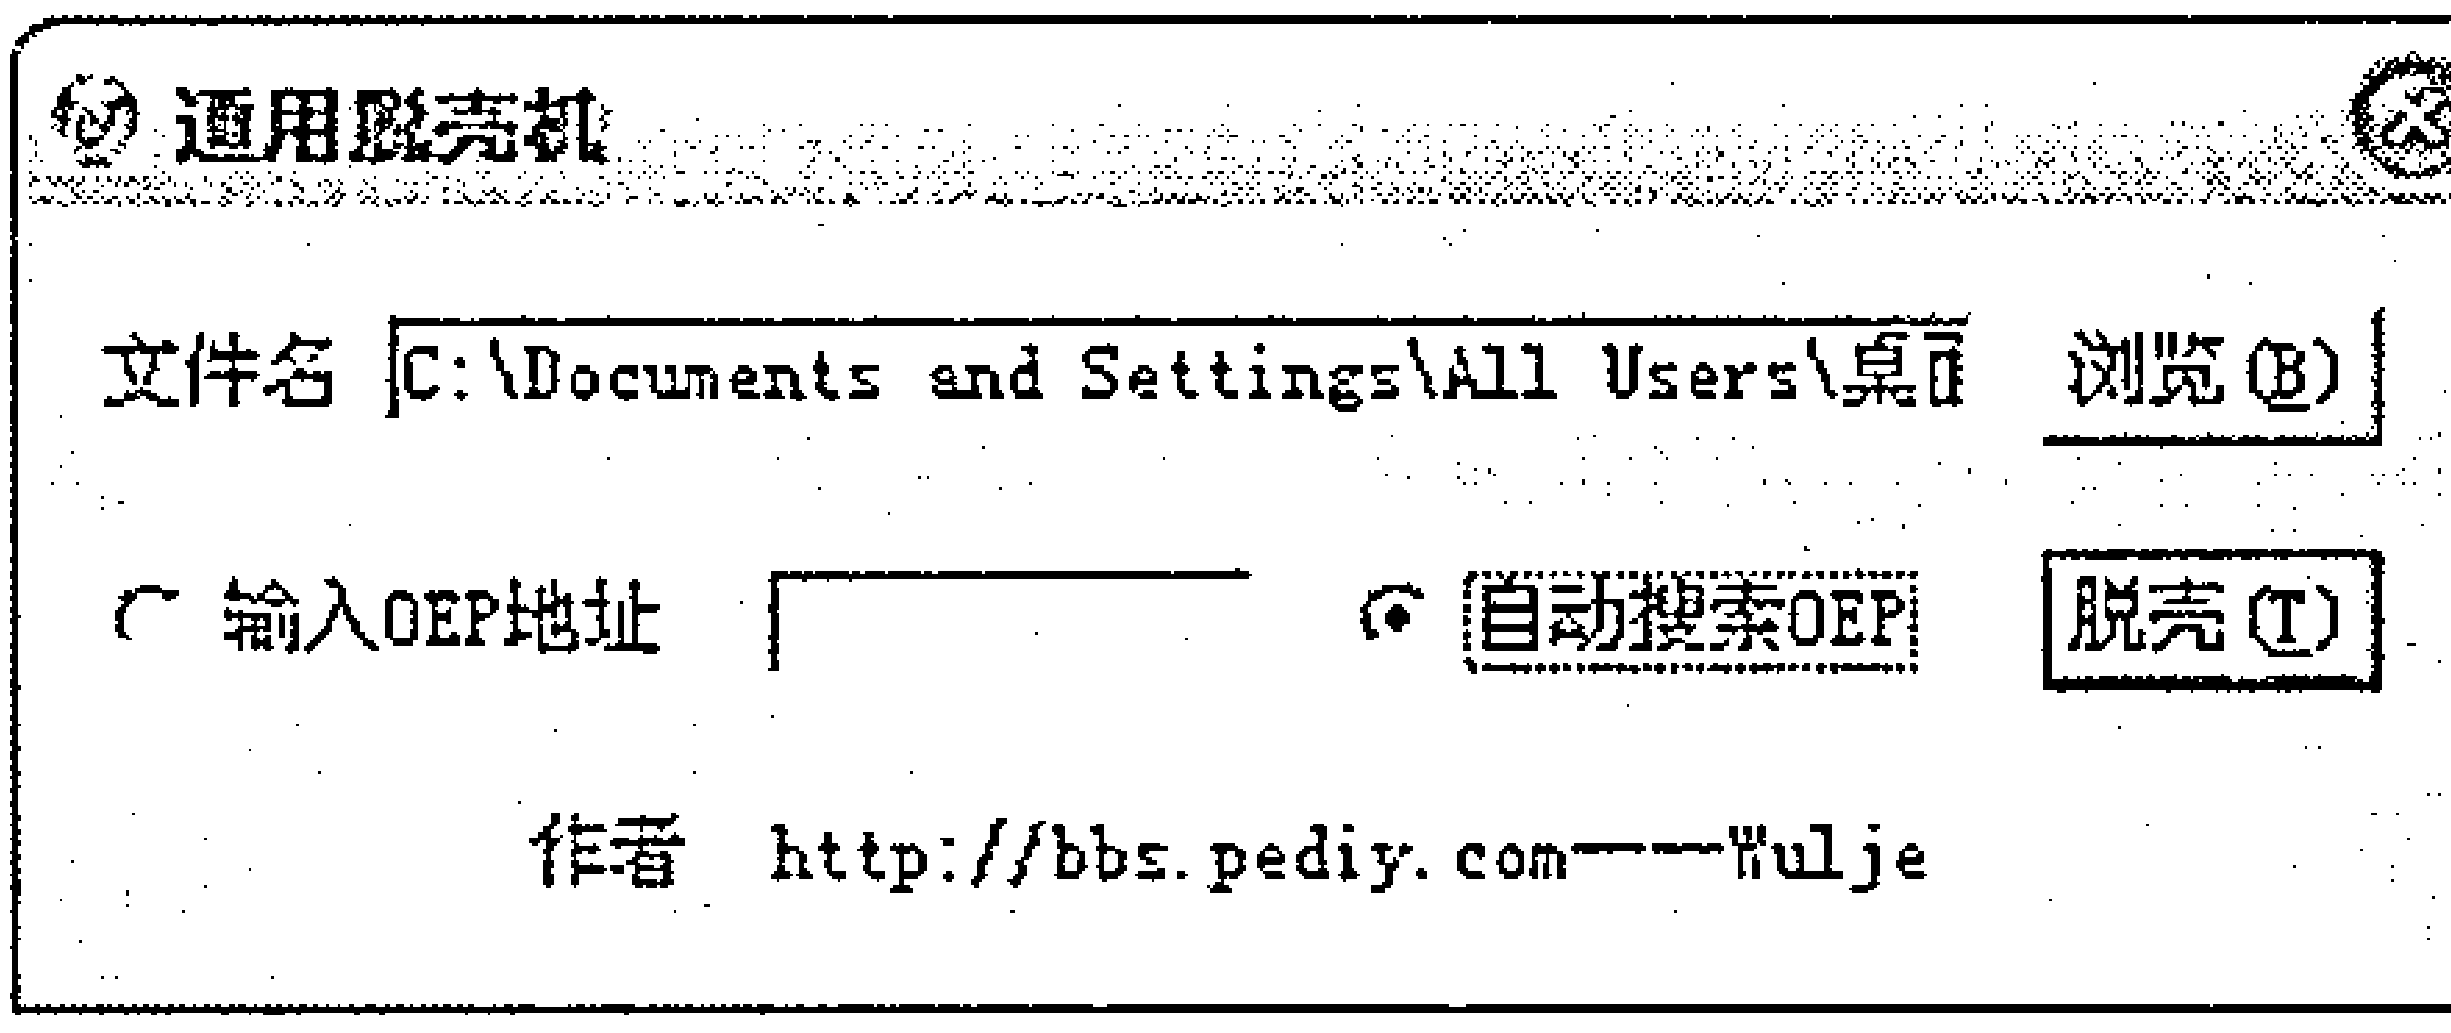 通用脱壳机
文件名 C:\Documents and Settings\All Users\桌面 浏览(B)
输入OEP地址 自动搜索OEP 脱壳(T)
作者 http://bbs.pediy.com----Wulje